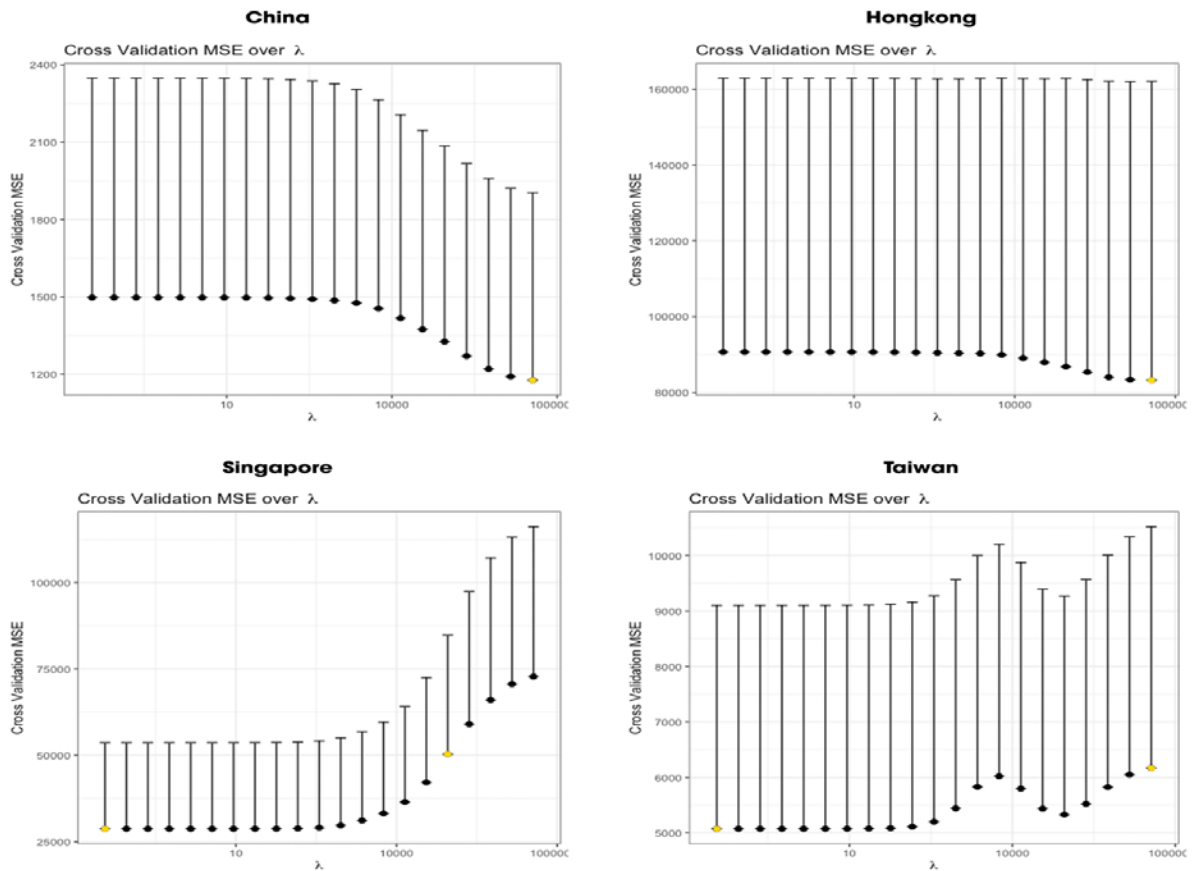 China
Cross Validation MSE over λ
Cross Validation MSE
2400
2100
1800
1500
1200
10
10000
100000
λ
Hongkong
Cross Validation MSE over λ
Cross Validation MSE
160000
140000
120000
100000
80000
10
10000
100000
λ
Singapore
Cross Validation MSE over λ
Cross Validation MSE
100000
75000
50000
25000
10
10000
100000
λ
Taiwan
Cross Validation MSE over λ
Cross Validation MSE
10000
9000
8000
7000
6000
5000
10
10000
100000
λ